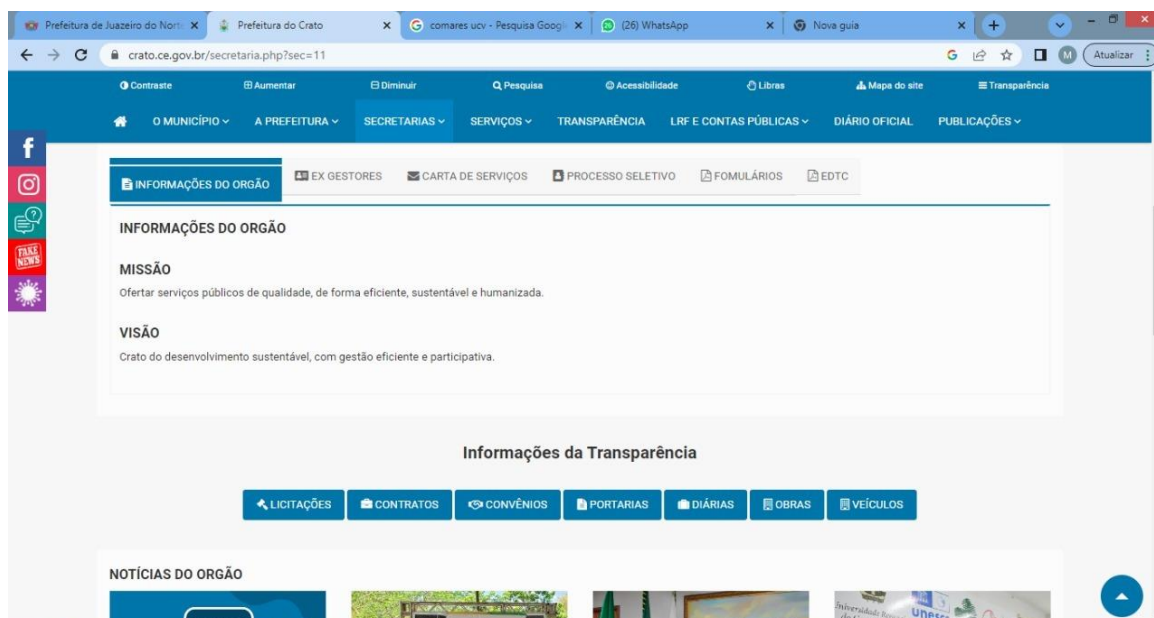 Prefeitura de Juazeiro do Norte
Prefeitura do Crato
comares ucv - Pesquisa Googl
(26) WhatsApp
Nova guia
crato.ce.gov.br/secretaria.php?sec=11
M
Atualizar
Contraste
Aumentar
Diminuir
Pesquisa
Acessibilidade
Libras
Mapa do site
Transparência
O MUNICÍPIO
A PREFEITURA
SECRETARIAS
SERVIÇOS
TRANSPARÊNCIA
LRF E CONTAS PÚBLICAS
DIÁRIO OFICIAL
PUBLICAÇÕES
FAKE
NEWS
INFORMAÇÕES DO ORGÃO
EX GESTORES
CARTA DE SERVIÇOS
PROCESSO SELETIVO
FOMULÁRIOS
EDTC
INFORMAÇÕES DO ORGÃO
MISSÃO
Ofertar serviços públicos de qualidade, de forma eficiente, sustentável e humanizada.
VISÃO
Crato do desenvolvimento sustentável, com gestão eficiente e participativa.
Informações da Transparência
LICITAÇÕES
CONTRATOS
CONVÊNIOS
PORTARIAS
DIÁRIAS
OBRAS
VEÍCULOS
NOTÍCIAS DO ORGÃO
Universidade